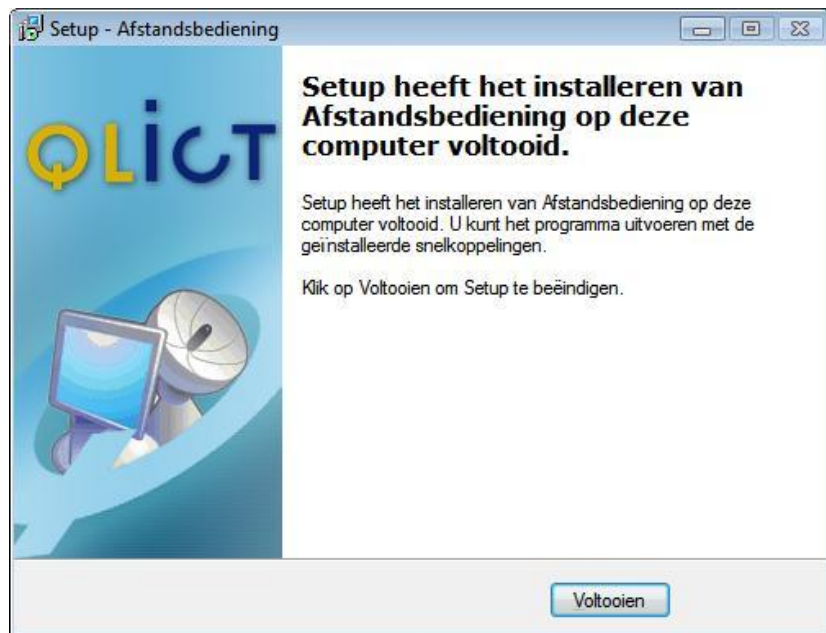 Setup - Afstandsbediening
QLICT
Setup heeft het installeren van
Afstandsbediening op deze
computer voltooid.
Setup heeft het installeren van Afstandsbediening op deze
computer voltooid. U kunt het programma uitvoeren met de
geïnstalleerde snelkoppelingen.
Klik op Voltooien om Setup te beëindigen.
Voltooien